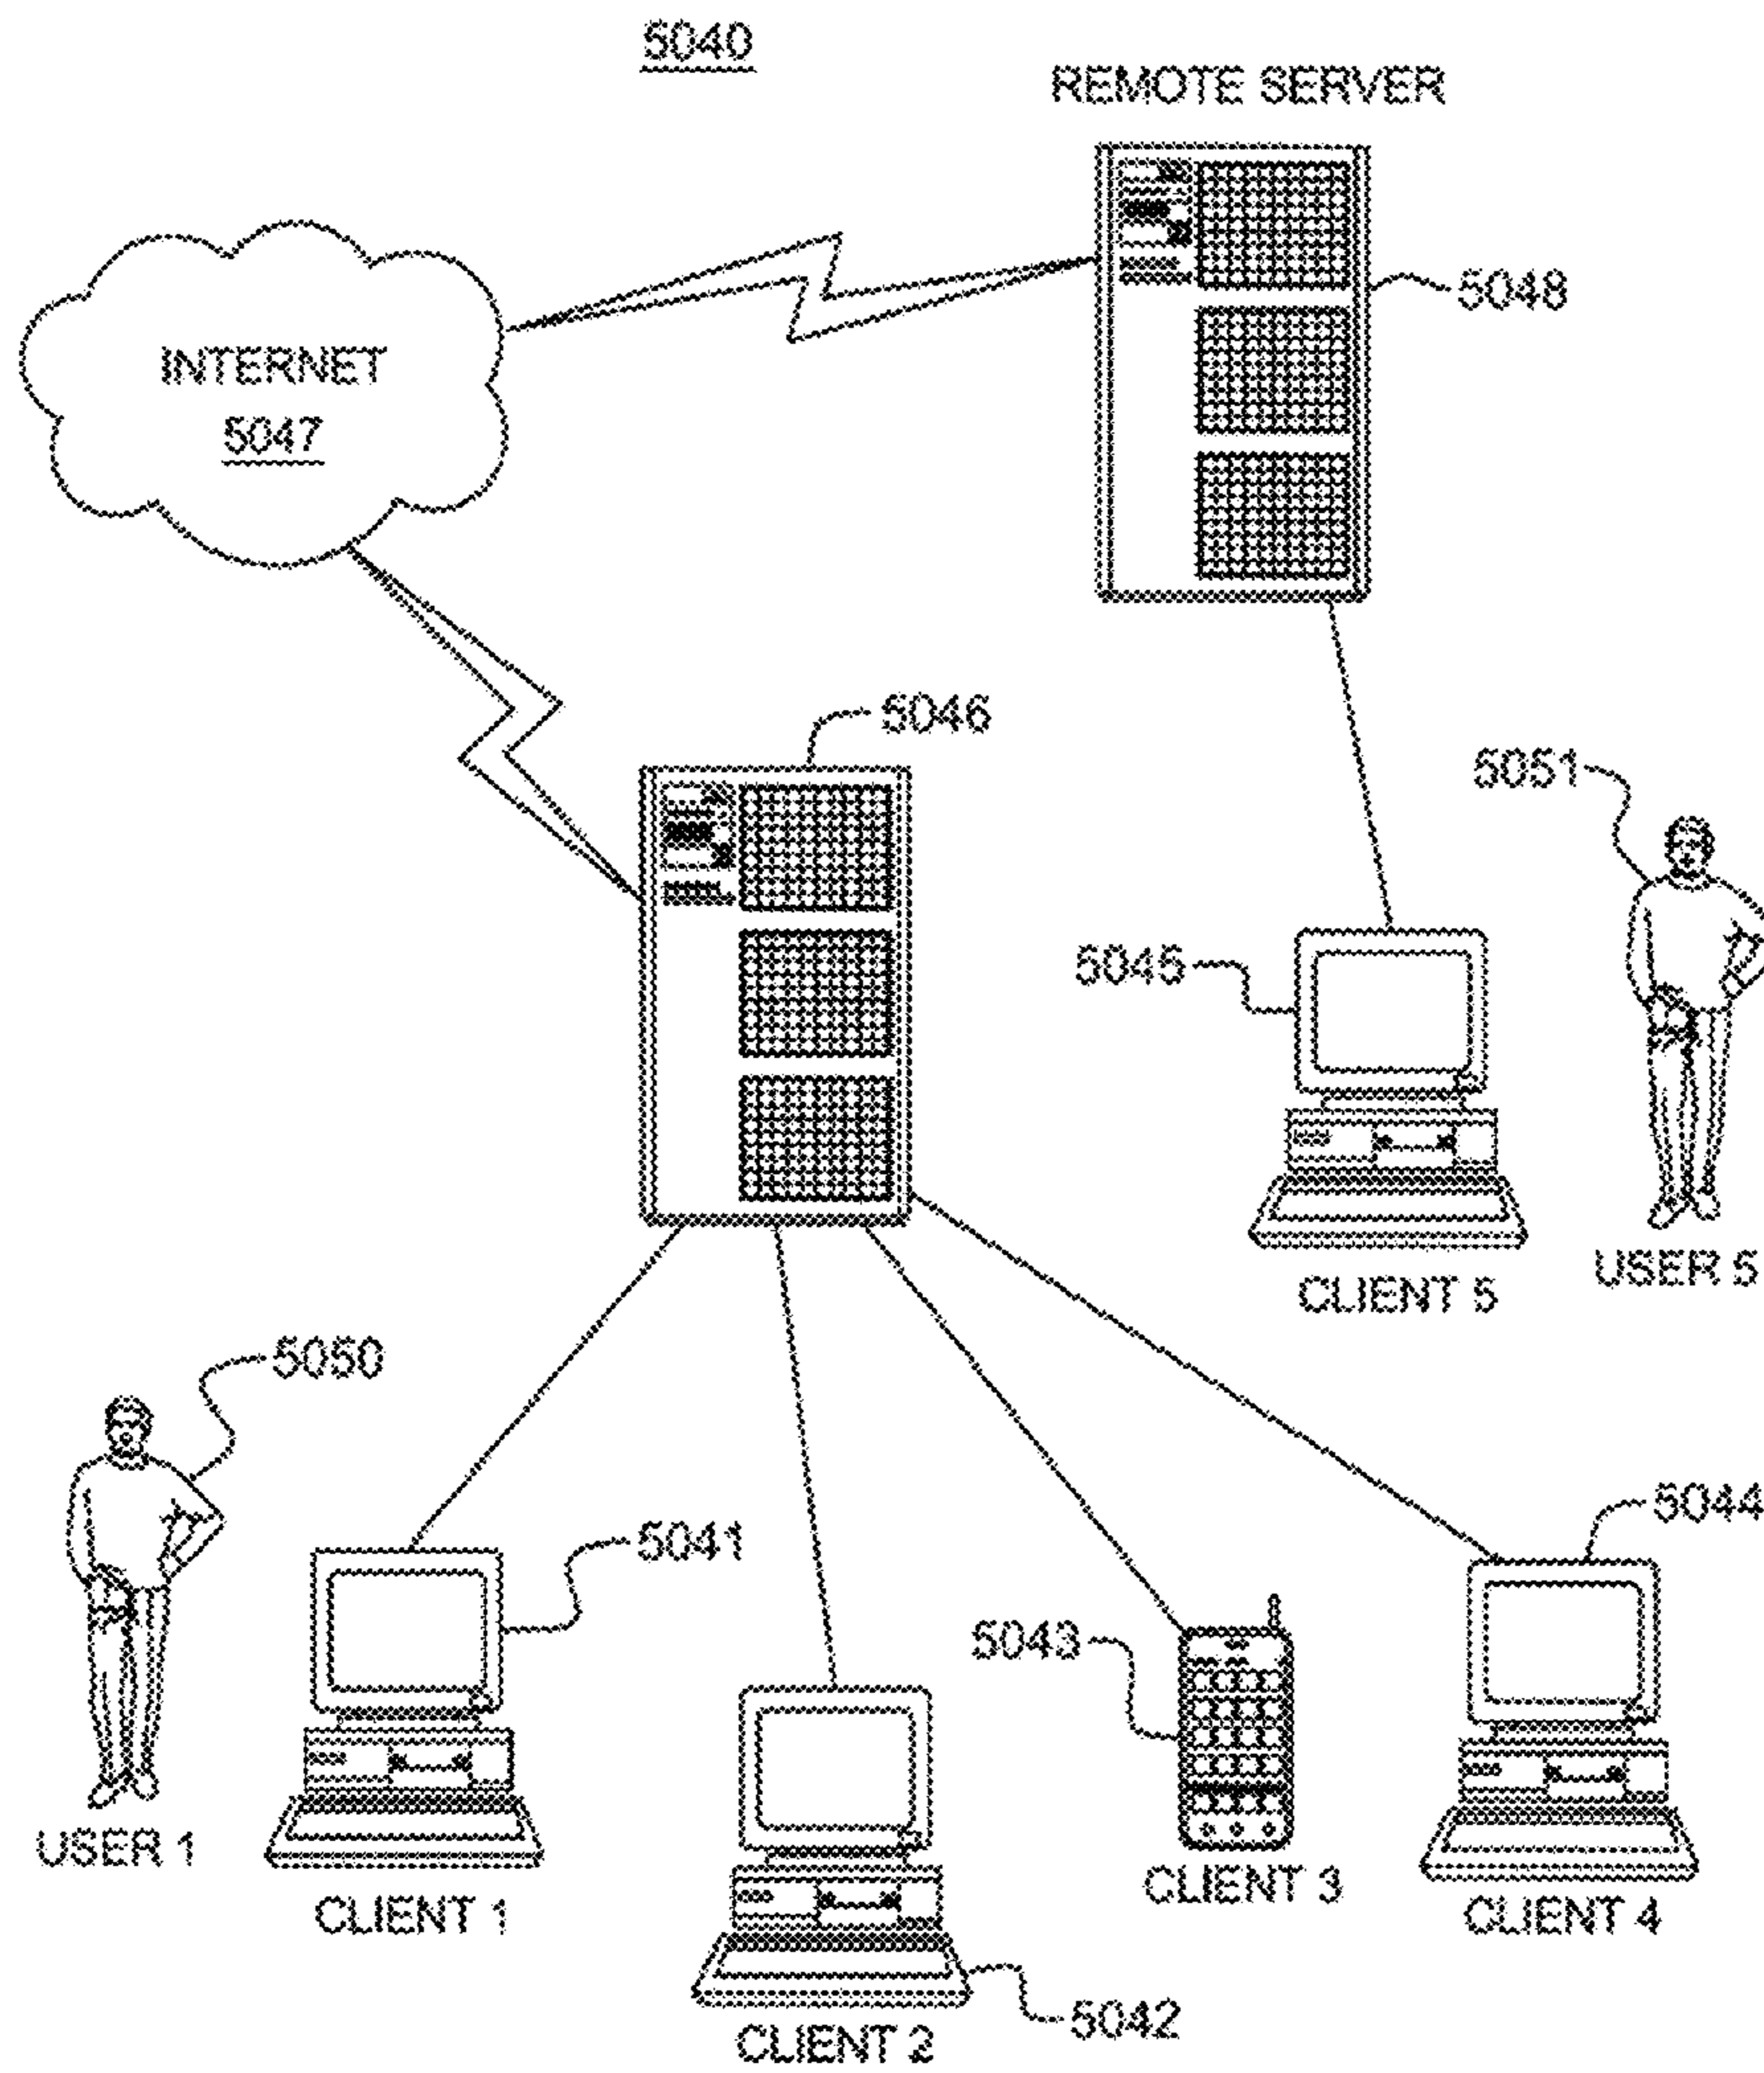 5040
REMOTE SERVER
5048
INTERNET
5047
5046
5051
5045
USER 5
CLIENT 5
5050
5041
5044
5043
USER 1
CLIENT 1
CLIENT 3
CLIENT 4
5042
CLIENT 2